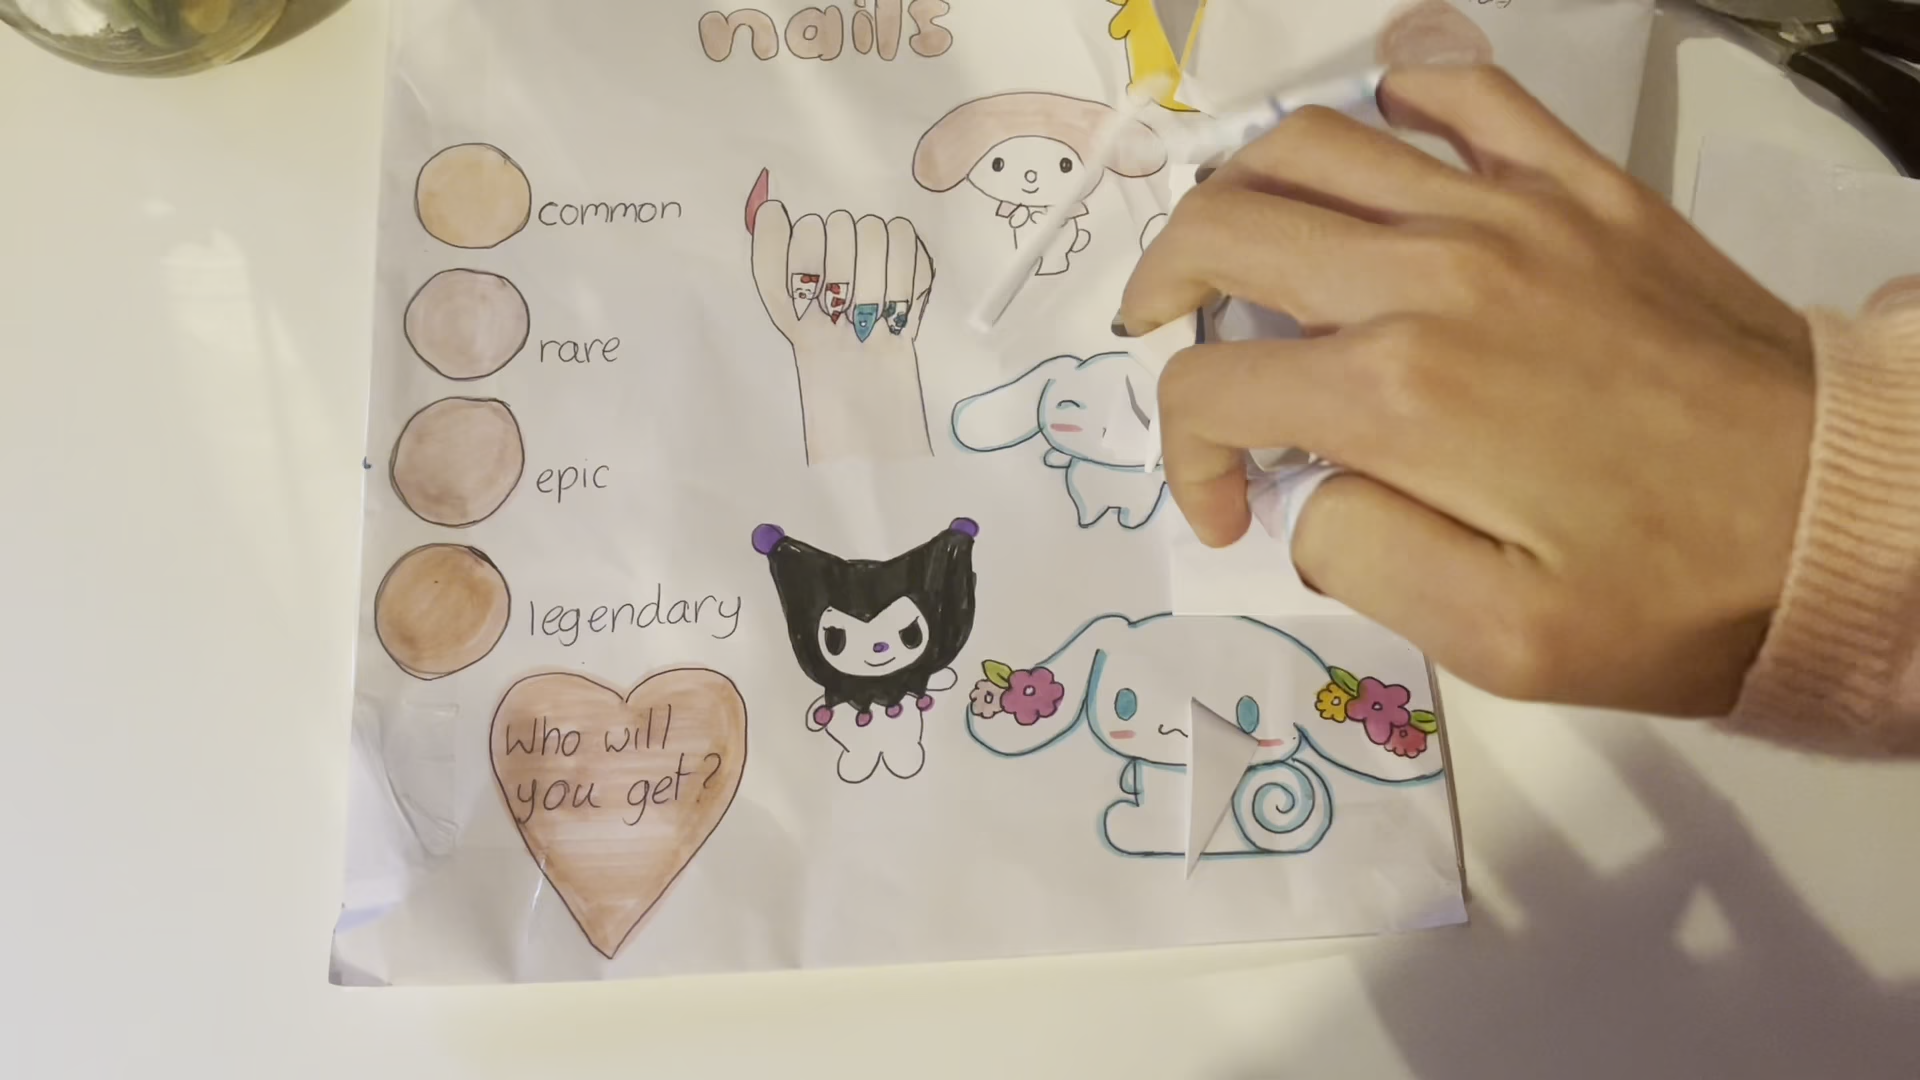 nails
common
rare
epic
legendary
Who will
you get?